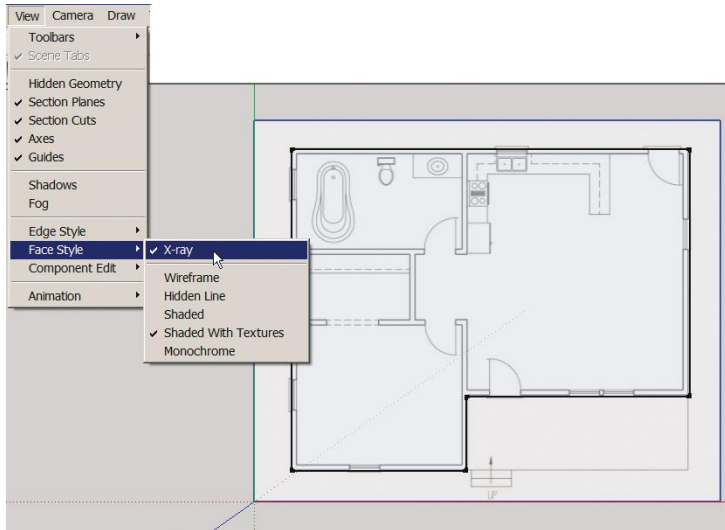 View Camera Draw
Toolbars
Scene Tabs
Hidden Geometry
Section Planes
Section Cuts
Axes
Guides
Shadows
Fog
Edge Style
Face Style
Component Edit
Animation
X-ray
Wireframe
Hidden Line
Shaded
Shaded With Textures
Monochrome
UP